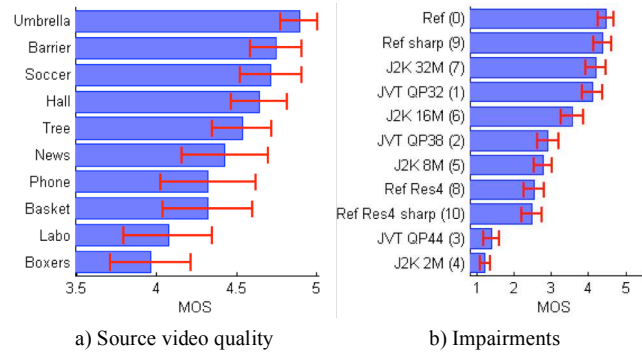 Umbrella
Barrier
Soccer
Hall
Tree
News
Phone
Basket
Labo
Boxers
3.5 4 4.5 5
MOS
a) Source video quality
Ref (0)
Ref sharp (9)
J2K 32M (7)
JVT QP32 (1)
J2K 16M (6)
JVT QP38 (2)
J2K 8M (5)
Ref Res4 (8)
Ref Res4 sharp (10)
JVT QP44 (3)
J2K 2M (4)
1 2 3 4 5
MOS
b) Impairments